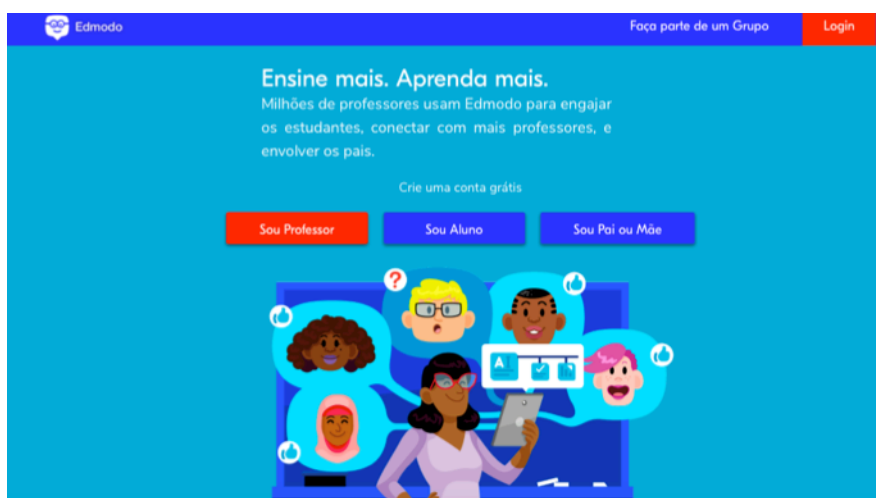 Edmodo
Faça parte de um Grupo
Login
Ensine mais. Aprenda mais.
Milhões de professores usam Edmodo para engajar
os estudantes, conectar com mais professores, e
envolver os pais.
Crie uma conta grátis
Sou Professor
Sou Aluno
Sou Pai ou Mãe
?
A